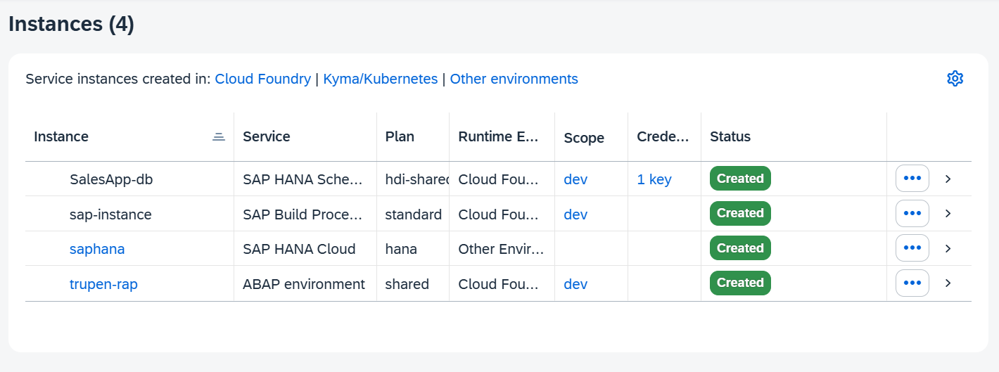 Instances (4)
Service instances created in: Cloud Foundry | Kyma/Kubernetes | Other environments
Instance Service Plan Runtime E... Scope Crede... Status
SalesApp-db SAP HANA Sche... hdi-shared Cloud Fou... dev 1 key Created
sap-instance SAP Build Proce... standard Cloud Fou... dev Created
saphana SAP HANA Cloud hana Other Envir... Created
trupen-rap ABAP environment shared Cloud Fou... dev Created